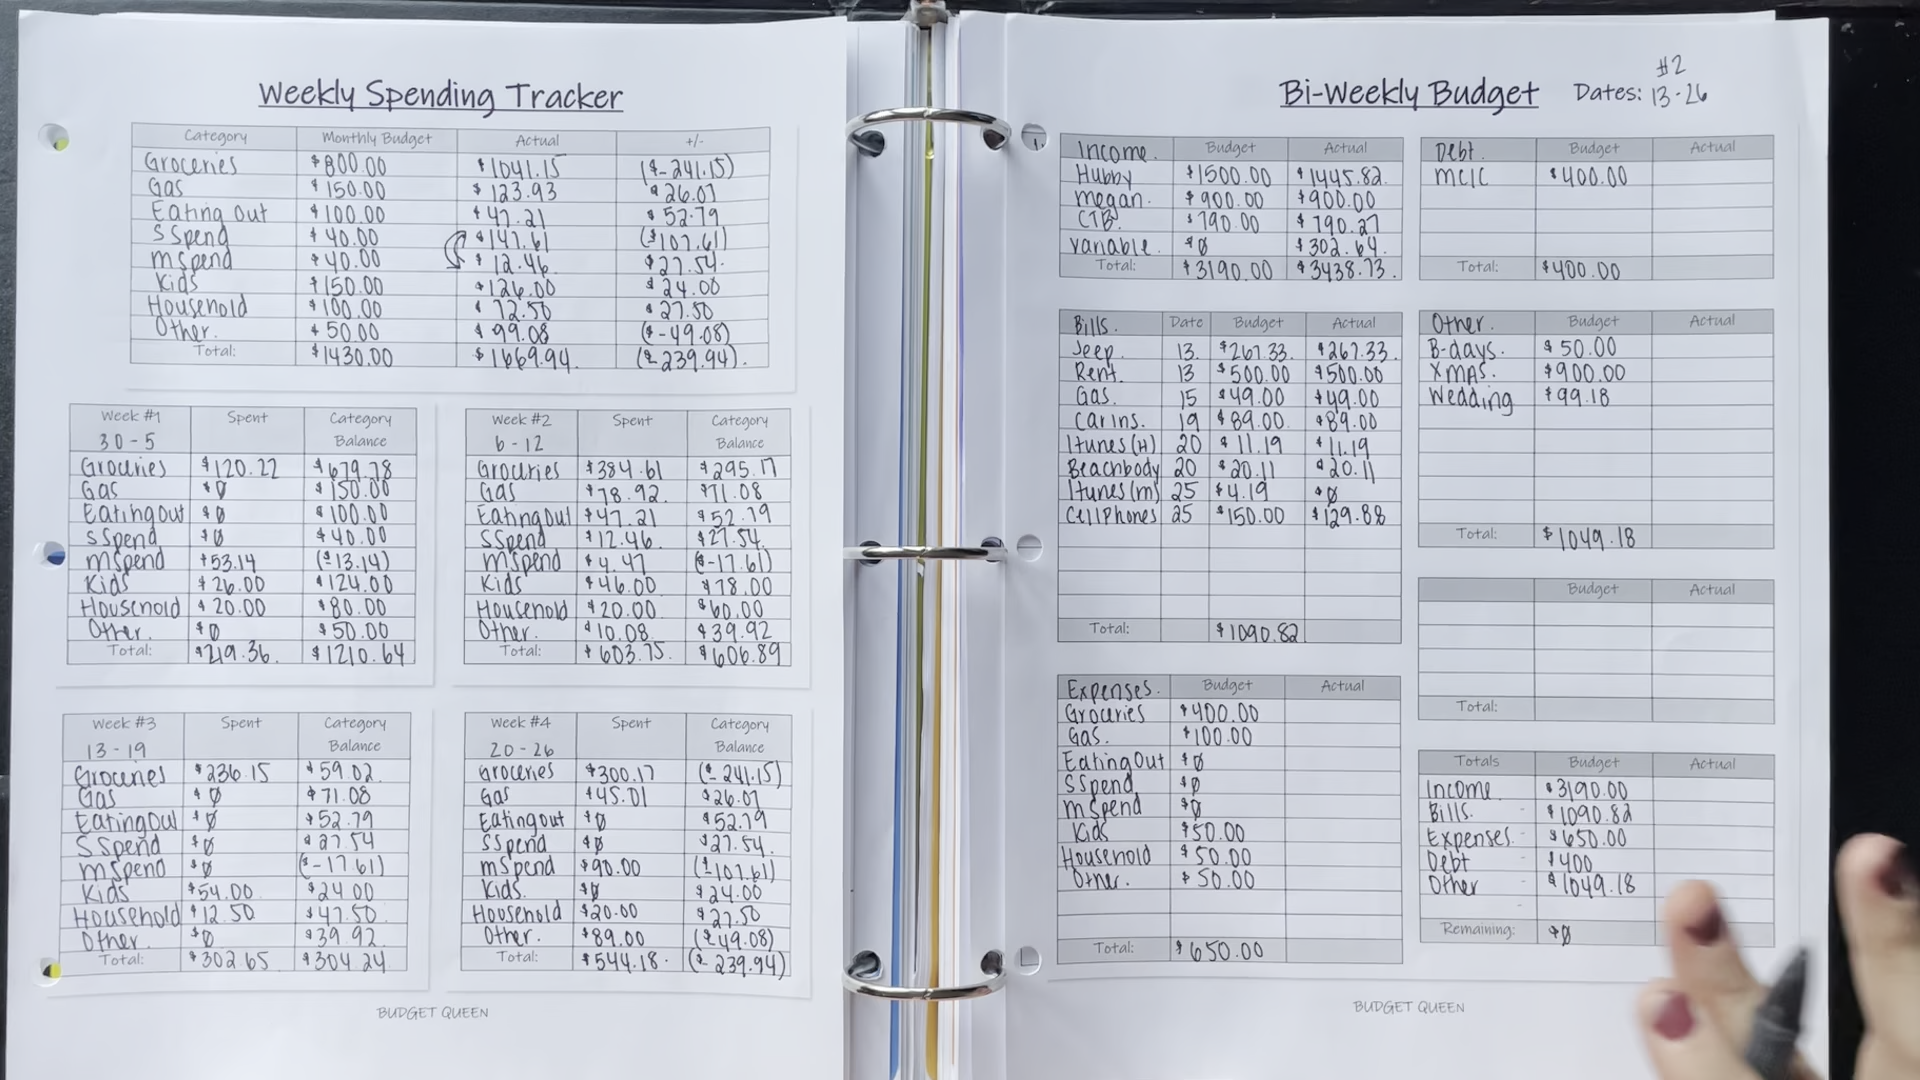 Weekly Spending Tracker
Category Monthly Budget Actual +/-
Groceries $800.00 $1041.15 ($-241.15)
Gas $150.00 $123.93 $26.07
Eating Out $100.00 $47.21 $52.79
S Spend $40.00 $147.61 ($107.61)
M Spend $40.00 $12.46 $27.54
Kids $150.00 $126.00 $24.00
Household $100.00 $72.50 $27.50
Other. $50.00 $99.08 ($-49.08)
Total: $1430.00 $1669.94 ($-239.94).
Week #1 Spent Category Balance
30-5
Groceries $120.22 $679.78
Gas $0 $150.00
Eating out $0 $100.00
S Spend $0 $40.00
M Spend $53.14 ($-13.14)
Kids $26.00 $124.00
Household $20.00 $80.00
Other. $0 $50.00
Total: $219.36. $1210.64
Week #2 Spent Category Balance
6-12
Groceries $384.61 $295.17
Gas $78.92 $71.08
Eating Out $47.21 $52.79
S Spend $12.46 $27.54
M Spend $4.47 ($-17.61)
Kids $46.00 $78.00
Household $20.00 $60.00
Other. $10.08 $39.92
Total: $603.75. $606.89
Week #3 Spent Category Balance
13-19
Groceries $236.15 $59.02
Gas $0 $71.08
Eating Out $0 $52.79
S Spend $0 $27.54
M Spend $0 ($-17.61)
Kids $54.00 $24.00
Household $12.50 $47.50
Other $0 $39.92
Total: $302.65 $304.24
Week #4 Spent Category Balance
20-26
Groceries $300.17 ($-241.15)
Gas $45.01 $26.07
Eating out $0 $52.79
S Spend $0 $27.54.
M Spend $90.00 ($-107.61)
Kids. $0 $24.00
Household $20.00 $27.50
Other. $89.00 ($-49.08)
Total: $544.18. ($-239.94)
BUDGET QUEEN
#2
Bi-Weekly Budget Dates: 13-26
Income. Budget Actual
Hubby $1500.00 $1445.82
Megan. $900.00 $900.00
CTB $790.00 $790.27
Variable. $0 $302.64.
Total: $3190.00 $3438.73.
Bills. Date Budget Actual
Jeep. 13. $267.33. $267.33.
Rent. 13 $500.00 $500.00
Gas. 15 $49.00 $49.00
Car ins. 19 $89.00 $89.00
Itunes (H) 20 $11.19 $11.19
Beachbody 20 $20.11 $20.11
Itunes (m) 25 $4.19 $0
Cell Phones 25 $150.00 $129.88
Total: $1090.82
Expenses. Budget Actual
Groceries $400.00
Gas. $100.00
Eating Out $0
S Spend $0
M Spend $0
Kids $50.00
Household $50.00
Other. $50.00
Total: $650.00
Debt. Budget Actual
MCIC $400.00
Total: $400.00
Other. Budget Actual
B-days. $50.00
Xmas. $900.00
Wedding $99.18
Total: $1049.18
Budget Actual
Total:
Totals Budget Actual
Income $3190.00
Bills. - $1090.82
Expenses - $650.00
Debt - $400
Other - $1049.18
-
Remaining: $0
BUDGET QUEEN